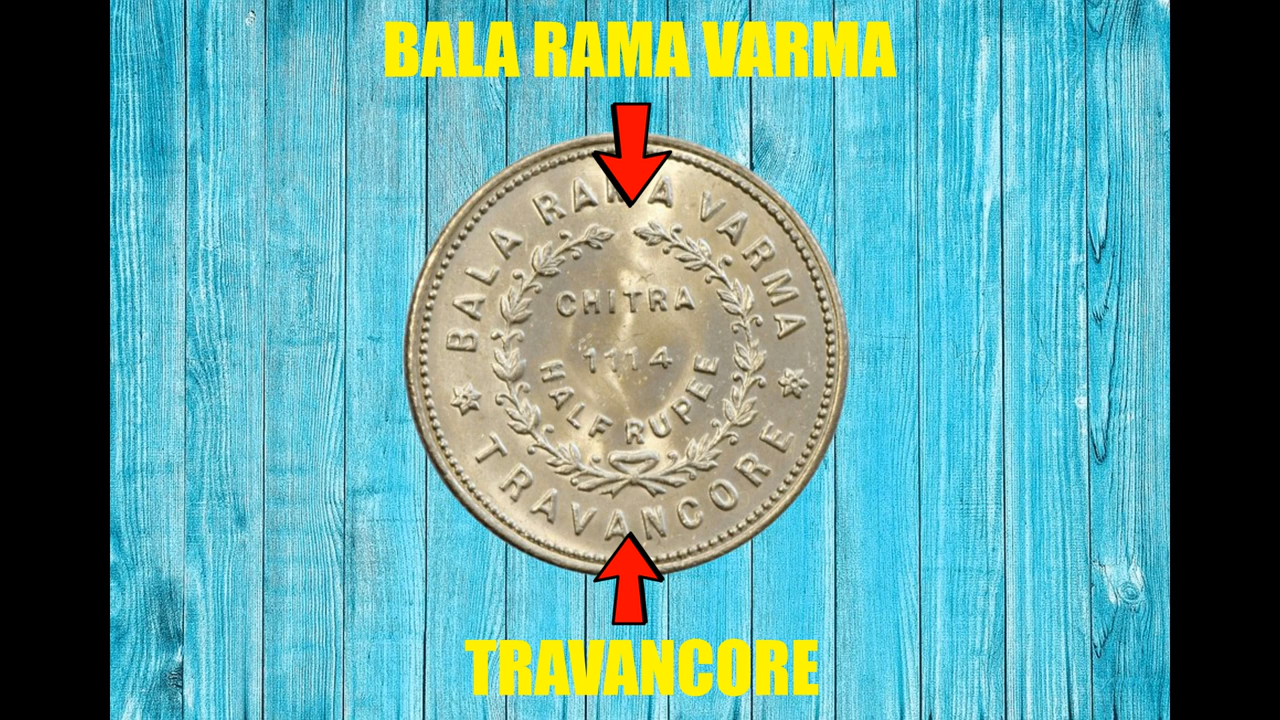 BALA RAMA VARMA
BALA RAMA VARMA
CHITRA
1114
HALF RUPEE
TRAVANCORE
TRAVANCORE